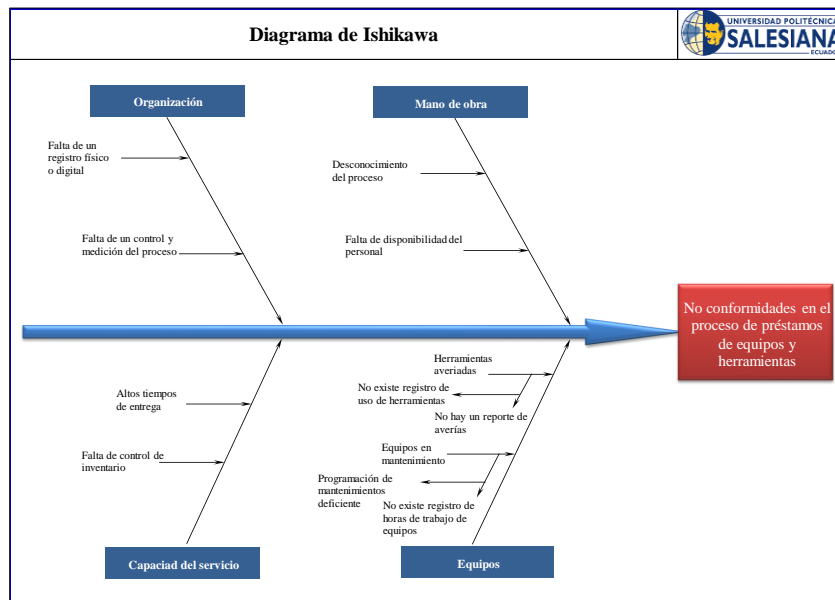 Diagrama de Ishikawa
UNIVERSIDAD POLITÉCNICA
SALESIANA
ECUADOR
Organización
Mano de obra
Falta de un
registro físico
o digital
Desconocimiento
del proceso
Falta de un control y
medición del proceso
Falta de disponibilidad del
personal
No conformidades en el
proceso de préstamos
de equipos y
herramientas
Herramientas
averiadas
No existe registro de
uso de herramientas
No hay un reporte de
averías
Altos tiempos
de entrega
Equipos en
mantenimiento
Falta de control de
inventario
Programación de
mantenimientos
deficiente
No existe registro de
horas de trabajo de
equipos
Capaciad del servicio
Equipos